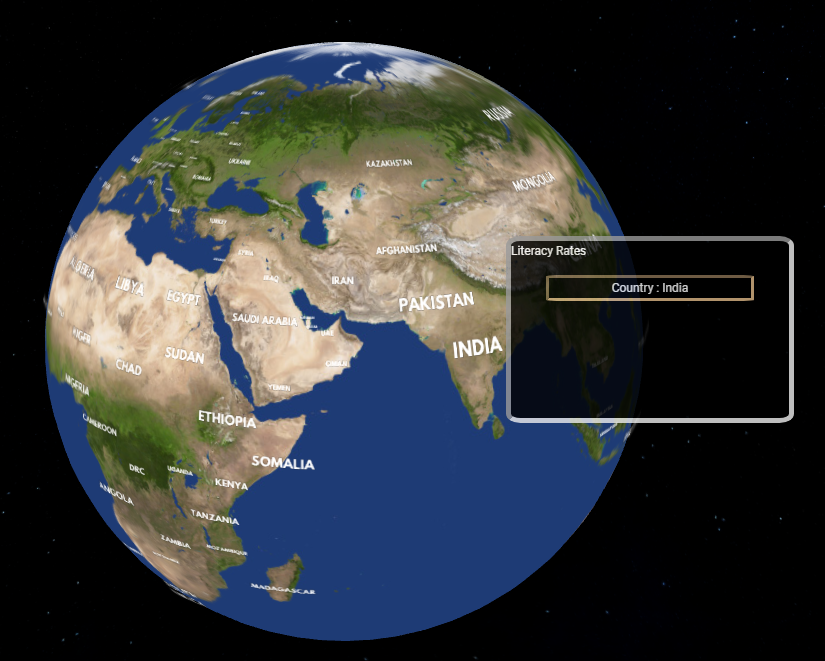 RUSSIA
UKRAINE
KAZAKHSTAN
ROMANIA
MONGOLIA
TURKEY
SYRIA
AFGHANISTAN
Literacy Rates
ALGERIA
LIBYA
IRAQ
IRAN
EGYPT
Country : India
PAKISTAN
SAUDI ARABIA
UAE
NIGER
SUDAN
INDIA
CHAD
OMAN
NIGERIA
YEMEN
ETHIOPIA
CAMEROON
SOMALIA
DRC
UGANDA
KENYA
ANGOLA
TANZANIA
ZAMBIA
MOZAMBIQUE
MADAGASCAR